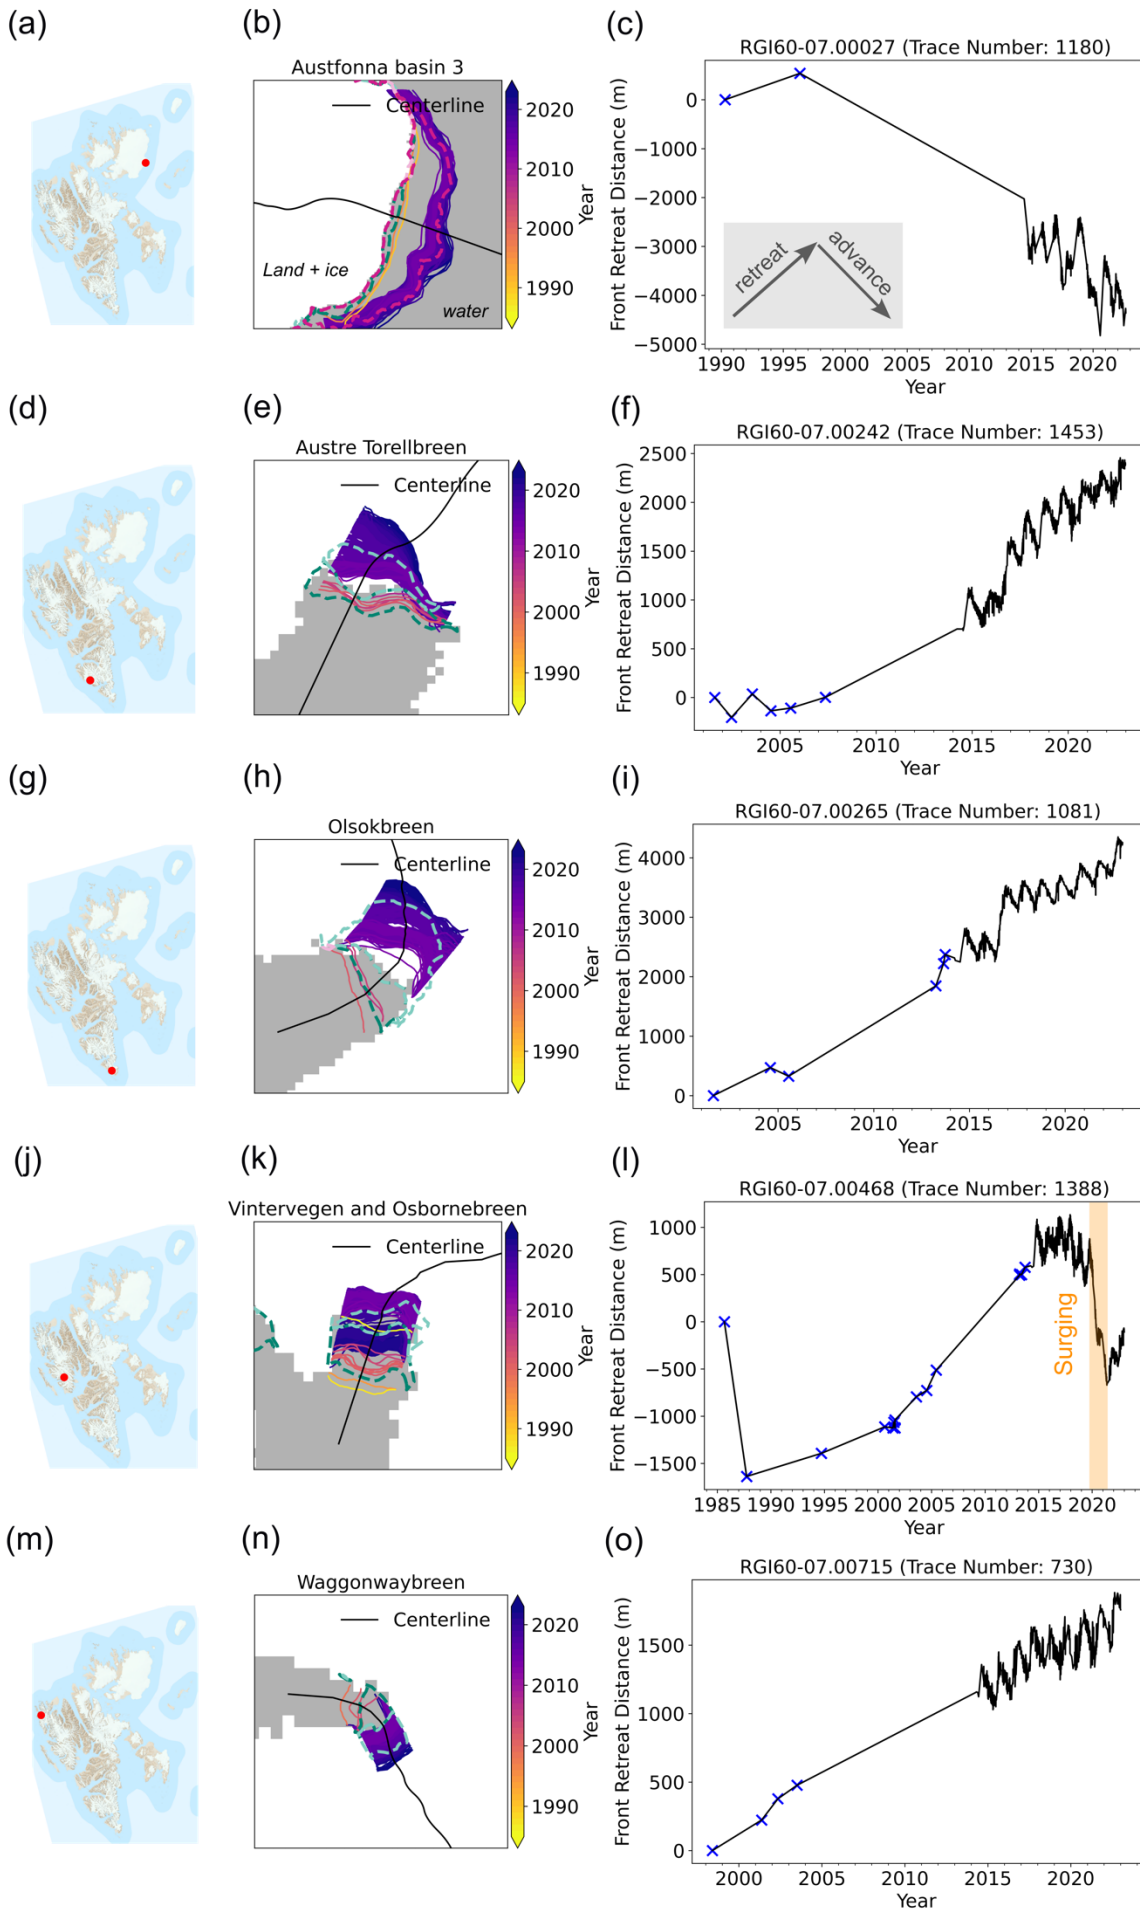 (a)
(b)
(c)
Austfonna basin 3
Centerline
Land + ice
water
2020
2010
2000
1990
Year
RGI60-07.00027 (Trace Number: 1180)
Front Retreat Distance (m)
0
−1000
−2000
−3000
−4000
−5000
retreat
advance
1990 1995 2000 2005 2010 2015 2020
Year
(d)
(e)
(f)
Austre Torellbreen
Centerline
2020
2010
2000
1990
Year
RGI60-07.00242 (Trace Number: 1453)
Front Retreat Distance (m)
2500
2000
1500
1000
500
0
2005 2010 2015 2020
Year
(g)
(h)
(i)
Olsokbreen
Centerline
2020
2010
2000
1990
Year
RGI60-07.00265 (Trace Number: 1081)
Front Retreat Distance (m)
4000
3000
2000
1000
0
2005 2010 2015 2020
Year
(j)
(k)
(l)
Vintervegen and Osbornebreen
Centerline
2020
2010
2000
1990
Year
RGI60-07.00468 (Trace Number: 1388)
Front Retreat Distance (m)
1000
500
0
−500
−1000
−1500
Surging
1985 1990 1995 2000 2005 2010 2015 2020
Year
(m)
(n)
(o)
Waggonwaybreen
Centerline
2020
2010
2000
1990
Year
RGI60-07.00715 (Trace Number: 730)
Front Retreat Distance (m)
1500
1000
500
0
2000 2005 2010 2015 2020
Year